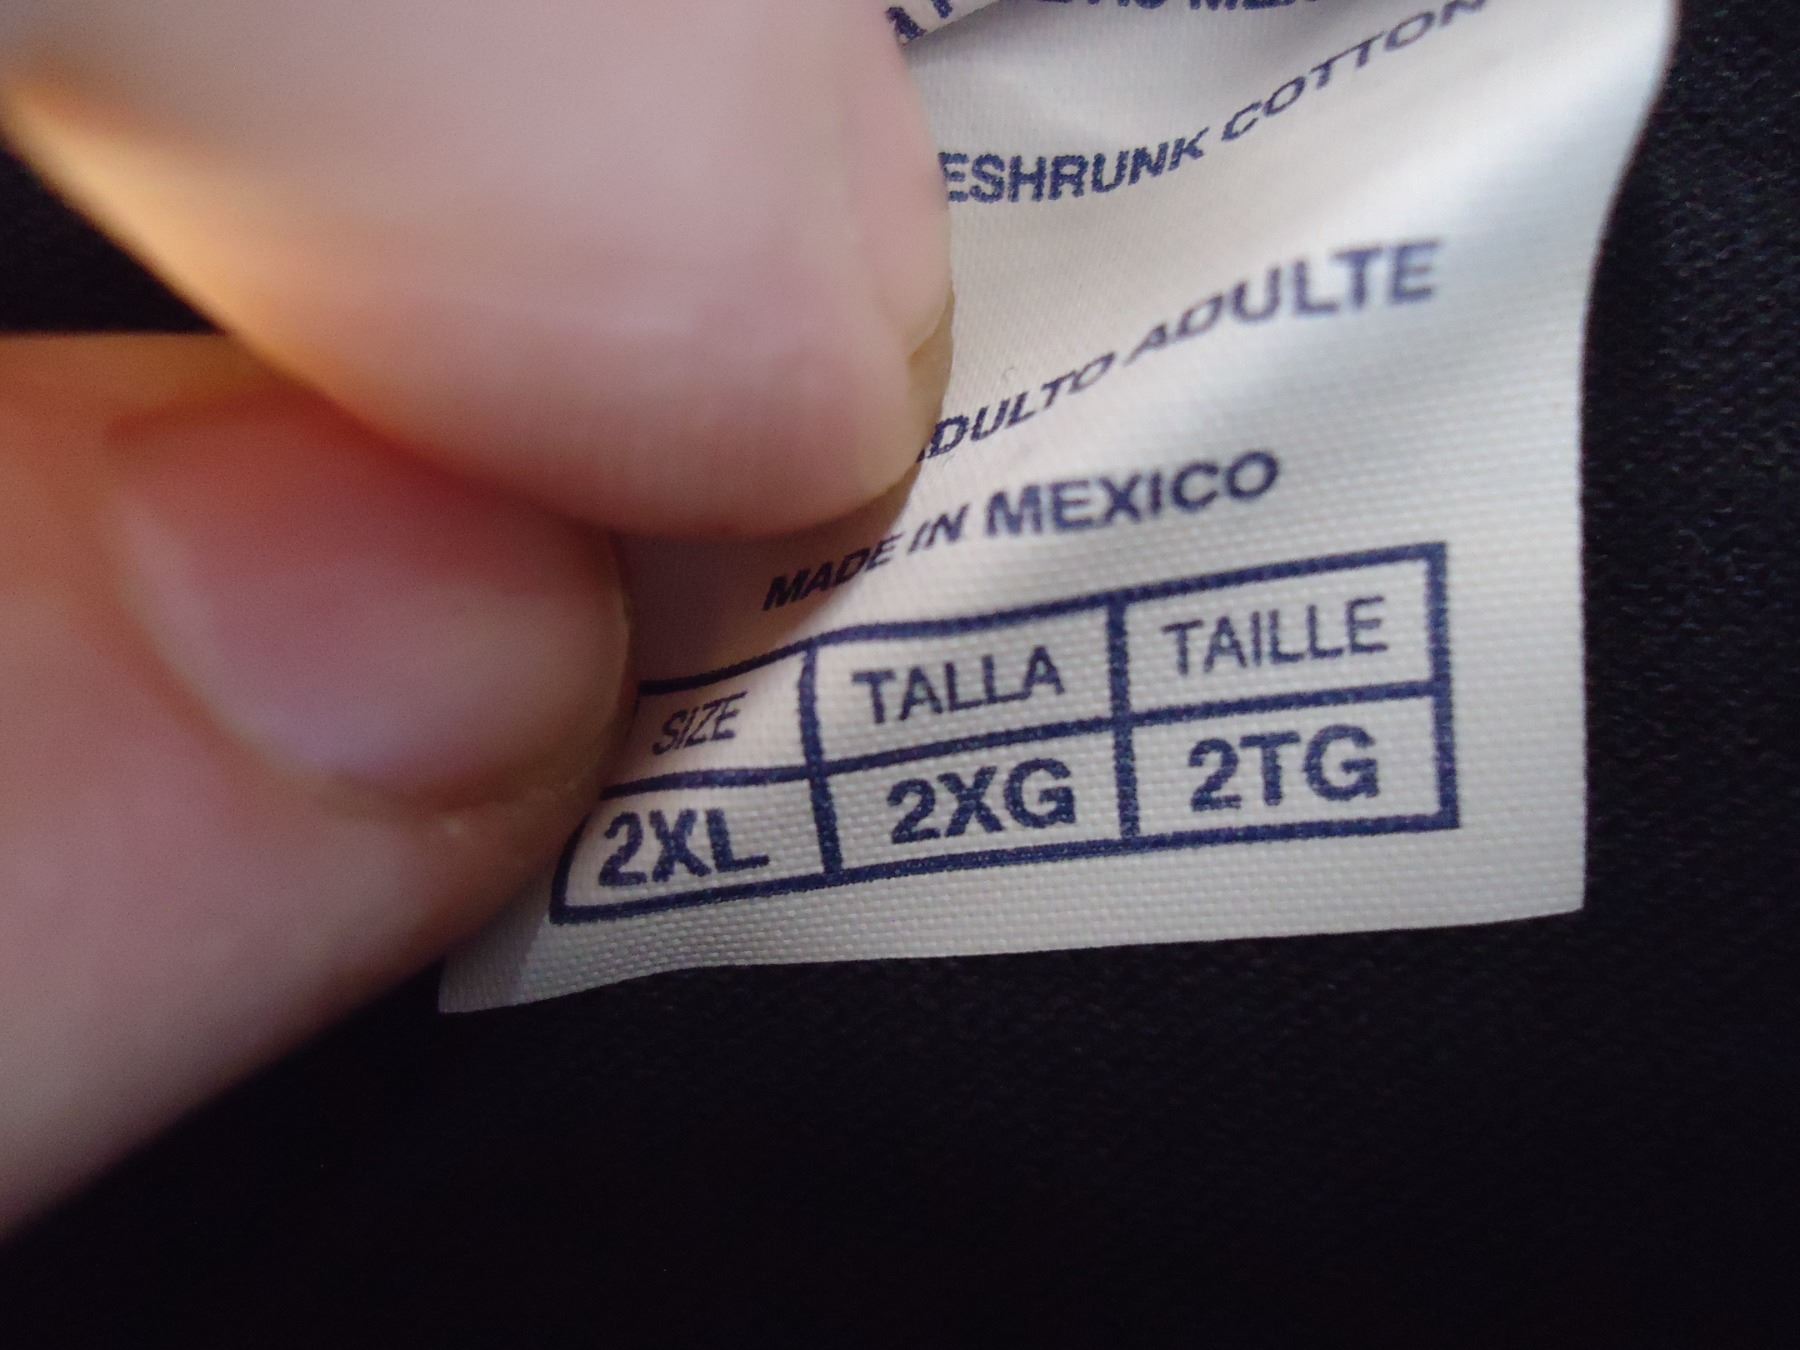 ESHRUNK COTTON
DULTO ADULTE
MADE IN MEXICO
SIZE TALLA TAILLE
2XL 2XG 2TG